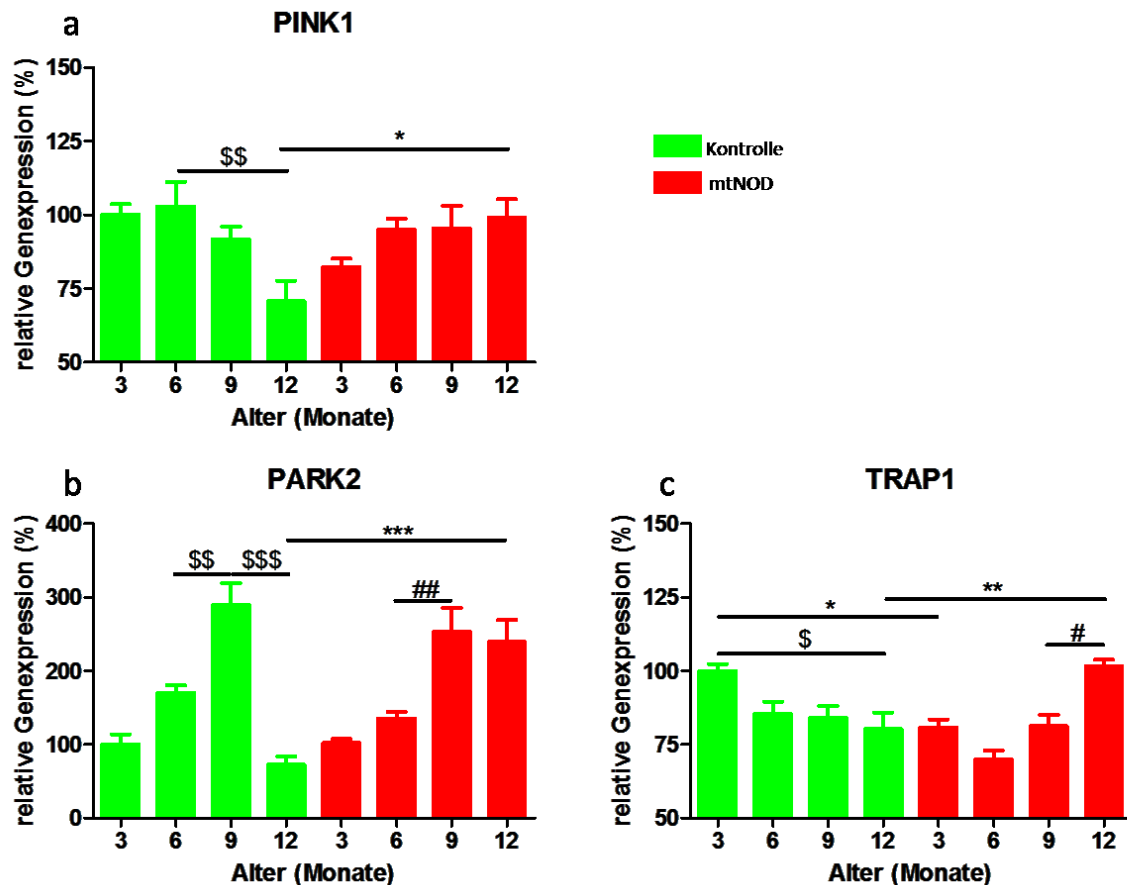 a
PINK1
relative Genexpression (%)
150
125
100
75
50
$$
*
3 6 9 12 3 6 9 12
Alter (Monate)
Kontrolle
mtNOD
b
PARK2
relative Genexpression (%)
400
300
200
100
0
$$ $$$
***
##
3 6 9 12 3 6 9 12
Alter (Monate)
c
TRAP1
relative Genexpression (%)
150
125
100
75
50
*
$
**
#
3 6 9 12 3 6 9 12
Alter (Monate)